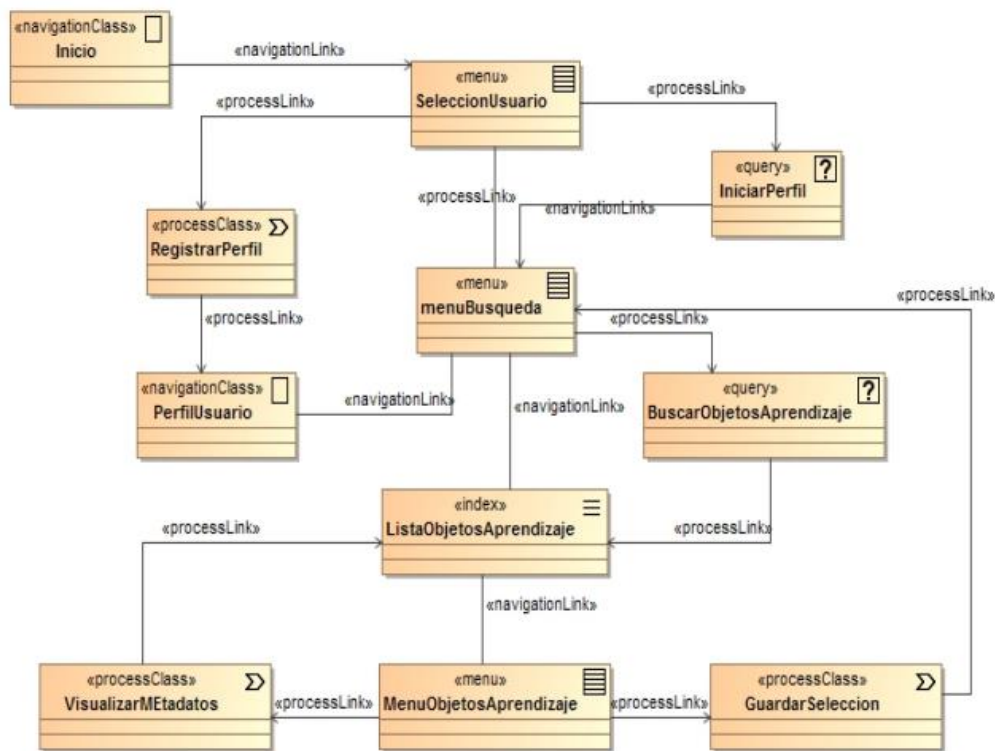 «navigationClass»
Inicio
«navigationLink»
«menu»
SeleccionUsuario
«processLink»
«processLink»
«query»
IniciarPerfil
?
«processLink»
«navigationLink»
«processClass»
RegistrarPerfil
«menu»
menuBusqueda
«processLink»
«processLink»
«processLink»
«navigationClass»
PerfilUsuario
«navigationLink»
«navigationLink»
«query»
BuscarObjetosAprendizaje
?
«index»
ListaObjetosAprendizaje
«processLink»
«processLink»
«navigationLink»
«processClass»
VisualizarMEtadatos
«processLink»
«menu»
MenuObjetosAprendizaje
«processLink»
«processClass»
GuardarSeleccion